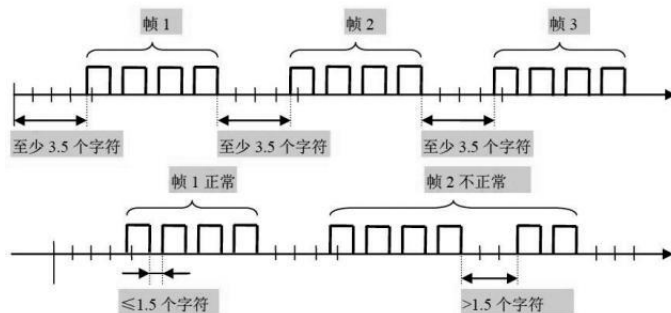 帧 1
帧 2
帧 3
至少 3.5 个字符
至少 3.5 个字符
至少 3.5 个字符
帧 1 正常
帧 2 不正常
≤1.5 个字符
>1.5 个字符